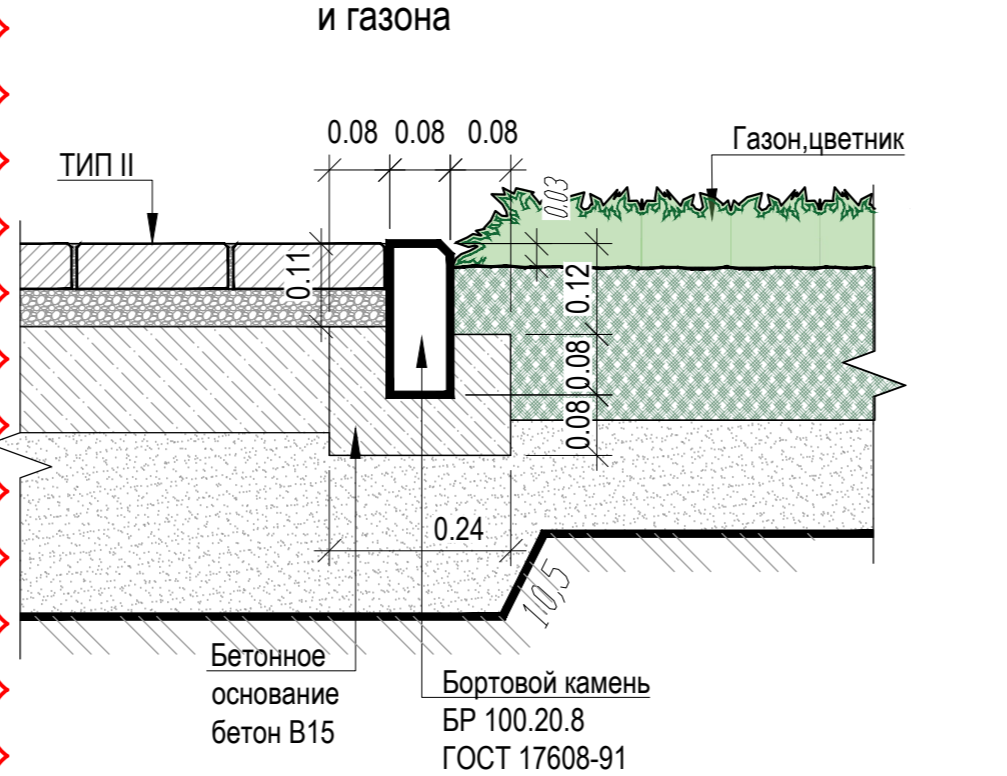 и газона
0.08 0.08 0.08
Газон,цветник
ТИП II
0.03
0.11
0.12
0.08
0.08
0.24
1:0,5
Бетонное
основание
бетон В15
Бортовой камень
БР 100.20.8
ГОСТ 17608-91